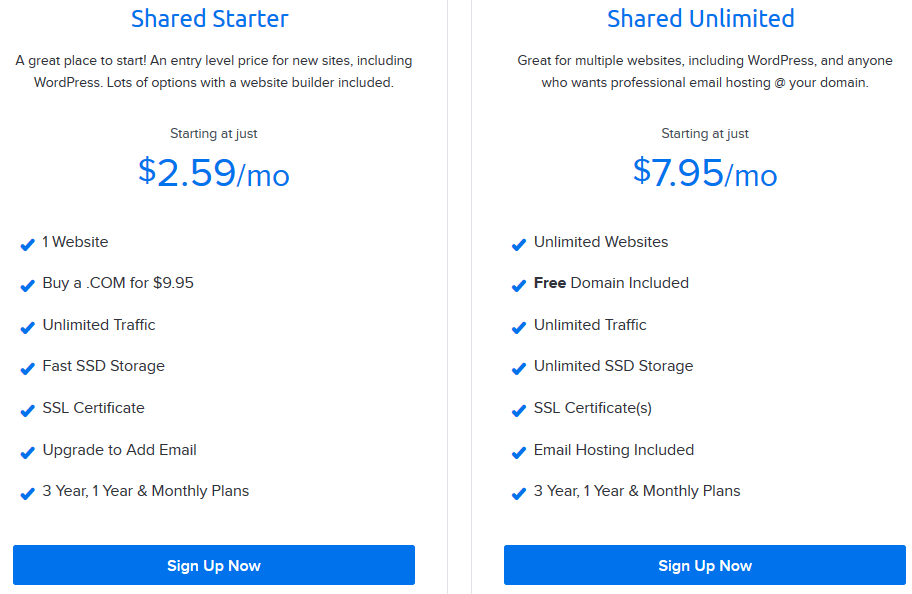 Shared Starter
A great place to start! An entry level price for new sites, including
WordPress. Lots of options with a website builder included.
Starting at just
$2.59/mo
1 Website
Buy a .COM for $9.95
Unlimited Traffic
Fast SSD Storage
SSL Certificate
Upgrade to Add Email
3 Year, 1 Year & Monthly Plans
Sign Up Now
Shared Unlimited
Great for multiple websites, including WordPress, and anyone
who wants professional email hosting @ your domain.
Starting at just
$7.95/mo
Unlimited Websites
Free Domain Included
Unlimited Traffic
Unlimited SSD Storage
SSL Certificate(s)
Email Hosting Included
3 Year, 1 Year & Monthly Plans
Sign Up Now